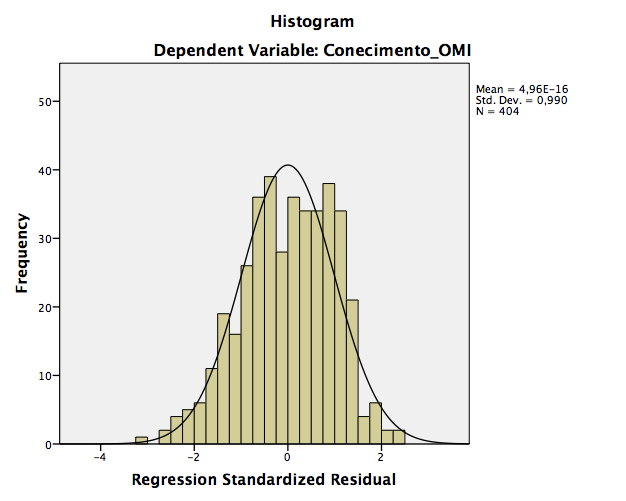 Histogram
Dependent Variable: Conecimento_OMI
Mean = 4,96E-16
Std. Dev. = 0,990
N = 404
50
40
30
20
10
0
Frequency
-4
-2
0
2
Regression Standardized Residual